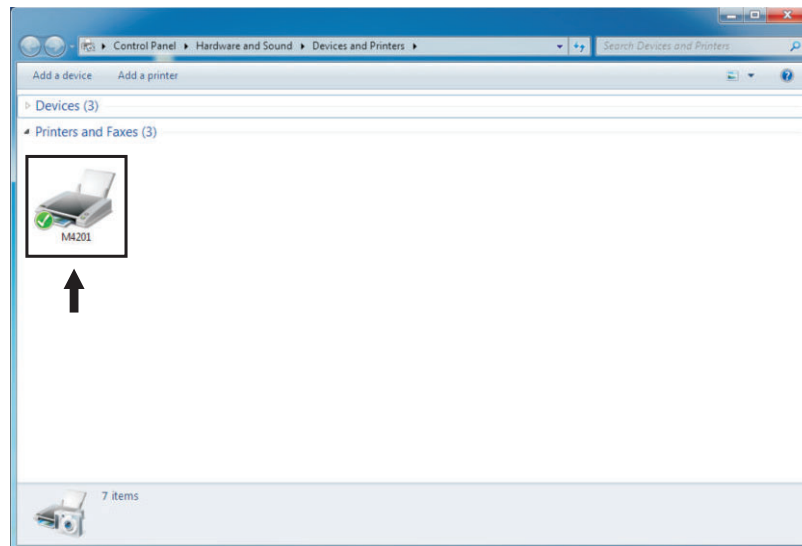 Control Panel ▸ Hardware and Sound ▸ Devices and Printers ▸
Search Devices and Printers
Add a device Add a printer
Devices (3)
Printers and Faxes (3)
M4201
7 items